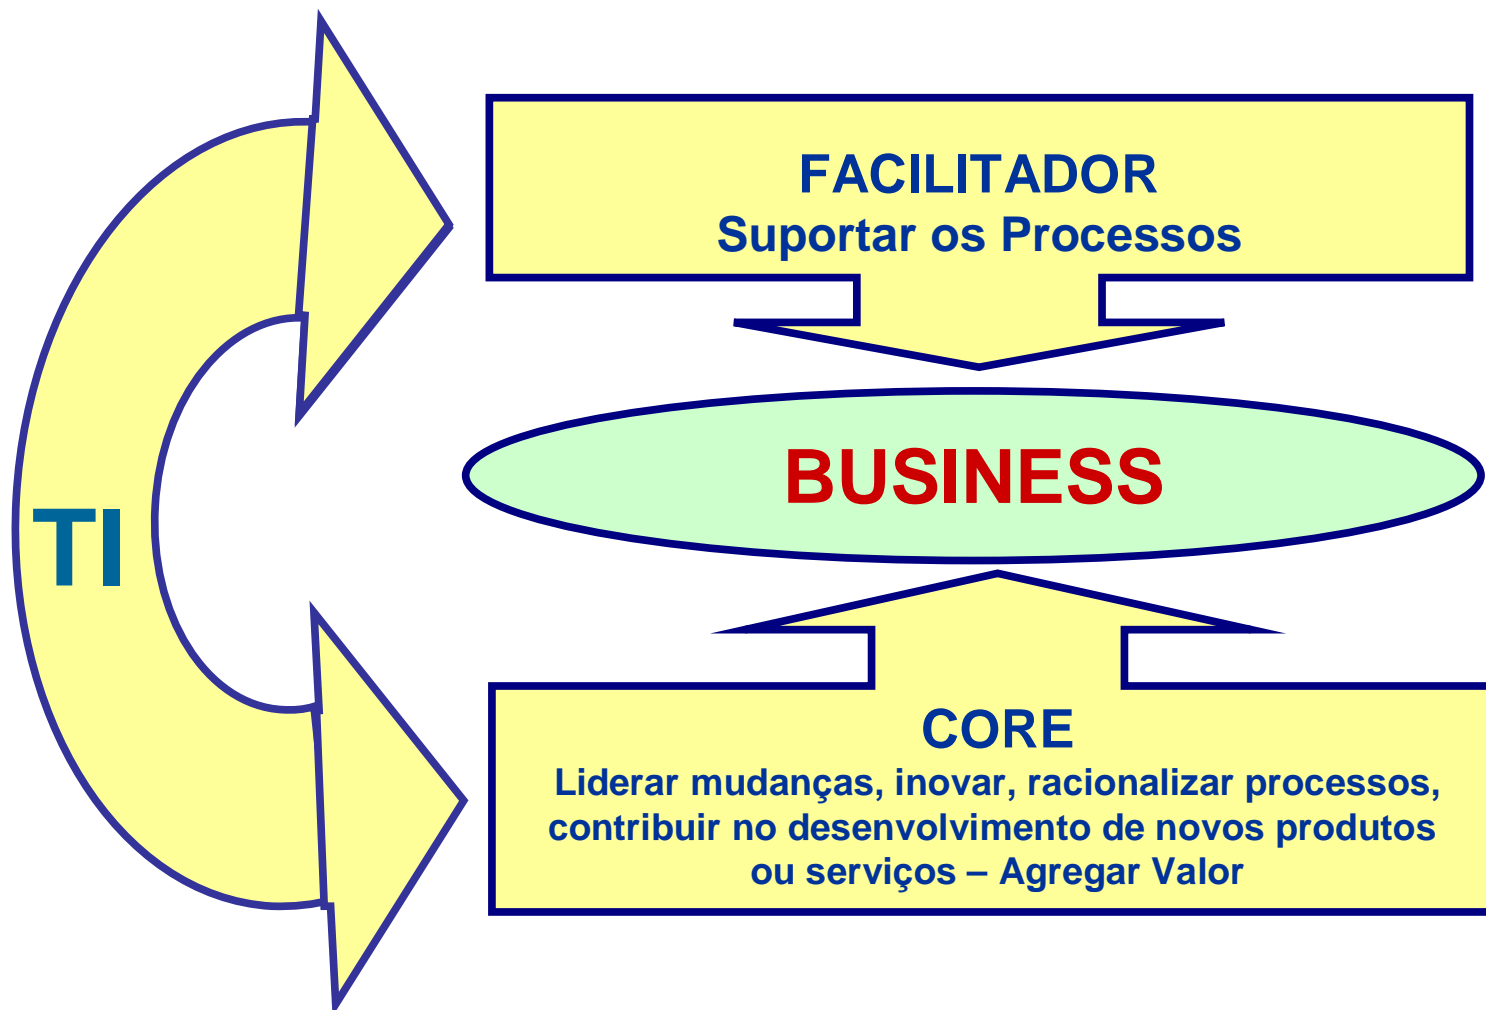 FACILITADOR
Suportar os Processos
BUSINESS
TI
CORE
Liderar mudanças, inovar, racionalizar processos,
contribuir no desenvolvimento de novos produtos
ou serviços – Agregar Valor